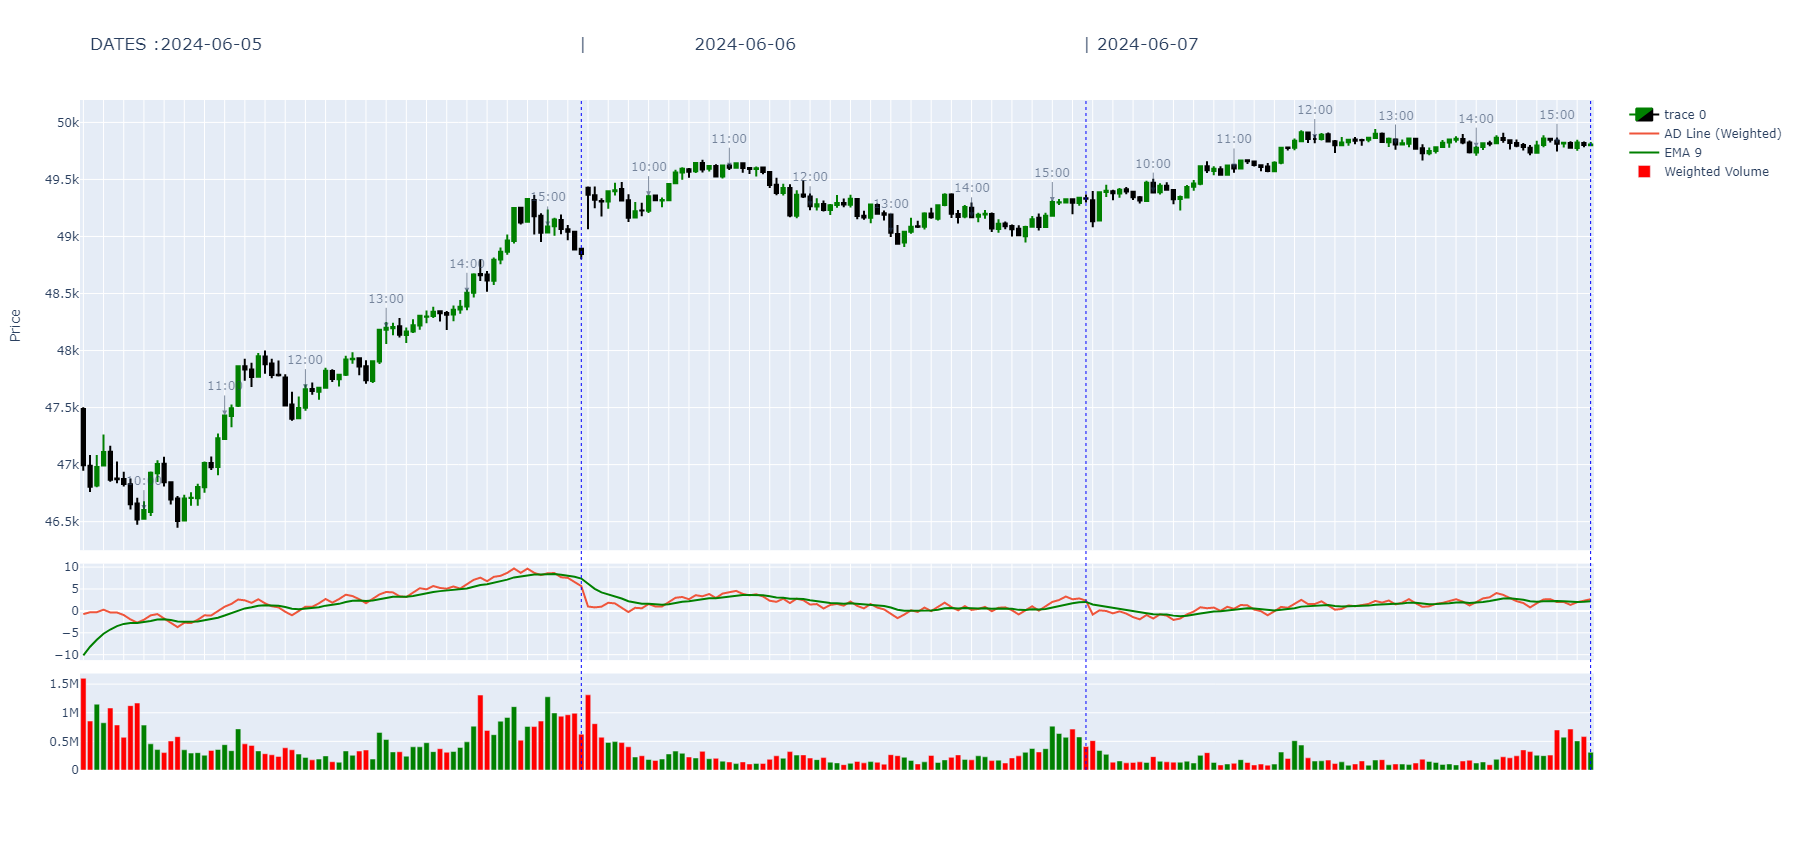 DATES :2024-06-05 | 2024-06-06 | 2024-06-07
trace 0
AD Line (Weighted)
EMA 9
Weighted Volume
Price
50k
49.5k
49k
48.5k
48k
47.5k
47k
46.5k
10:00
11:00
12:00
13:00
14:00
15:00
10:00
11:00
12:00
13:00
14:00
15:00
10:00
11:00
12:00
13:00
14:00
15:00
10
5
0
−5
−10
1.5M
1M
0.5M
0